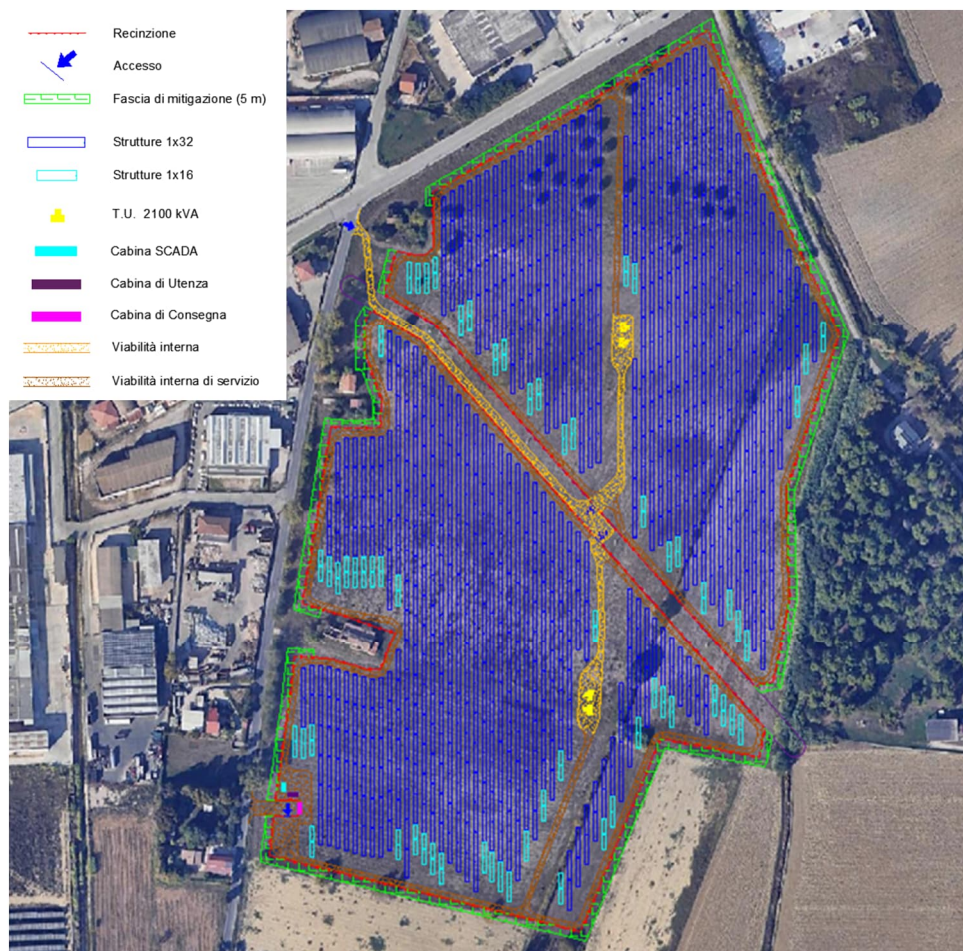 Recinzione
Accesso
Fascia di mitigazione (5 m)
Strutture 1x32
Strutture 1x16
T.U. 2100 kVA
Cabina SCADA
Cabina di Utenza
Cabina di Consegna
Viabilità interna
Viabilità interna di servizio